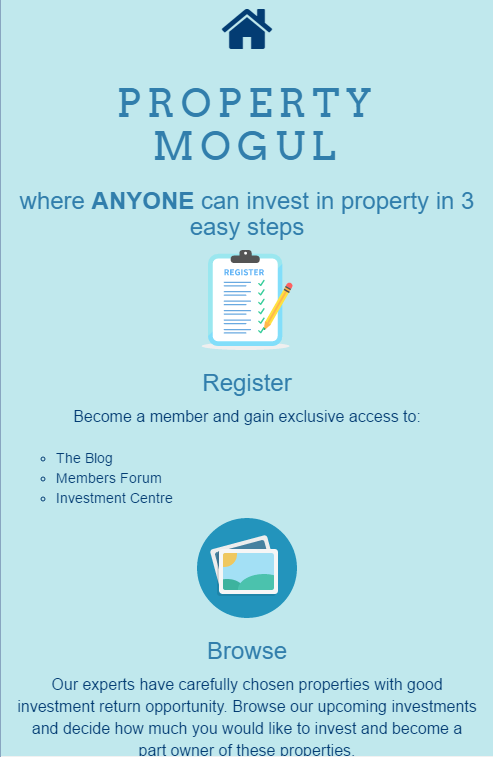 PROPERTY
MOGUL
where ANYONE can invest in property in 3
easy steps
REGISTER
Register
Become a member and gain exclusive access to:
The Blog
Members Forum
Investment Centre
Browse
Our experts have carefully chosen properties with good
investment return opportunity. Browse our upcoming investments
and decide how much you would like to invest and become a
part owner of these properties.